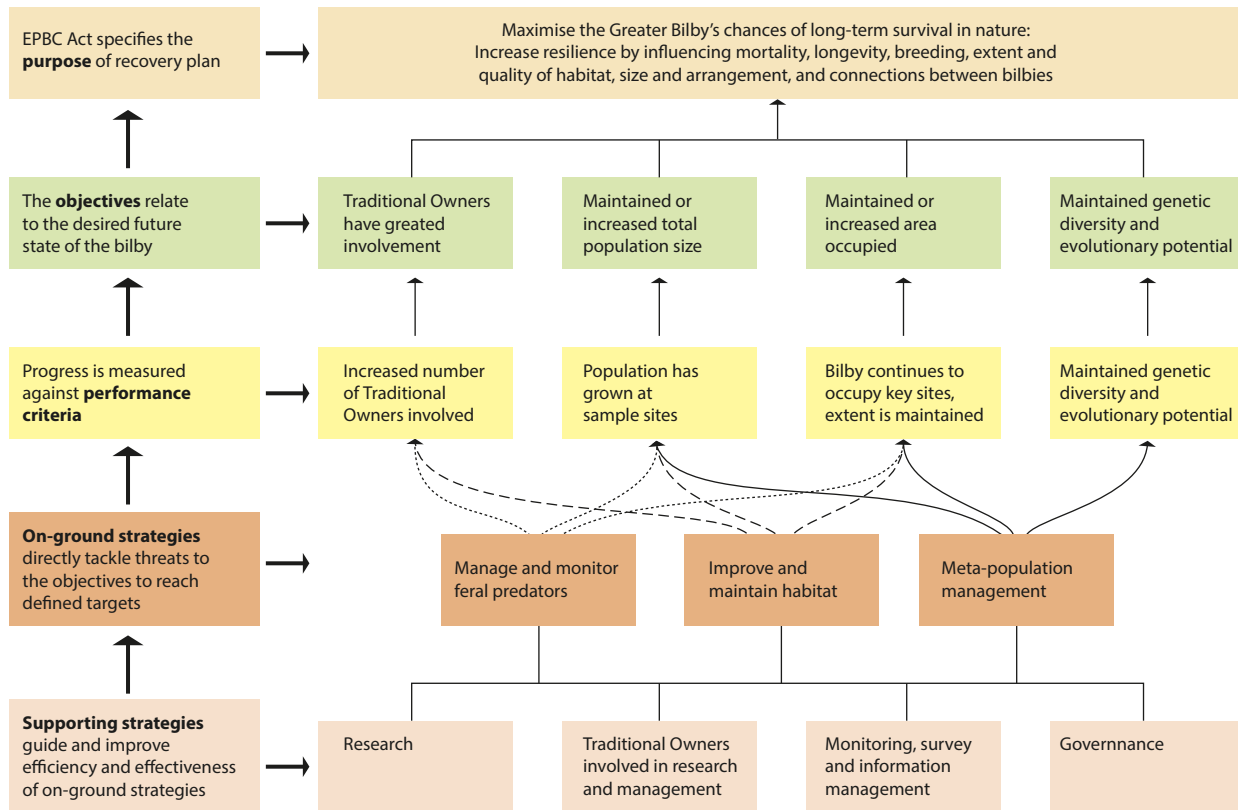 EPBC Act specifies the
purpose of recovery plan
Maximise the Greater Bilby's chances of long-term survival in nature:
Increase resilience by influencing mortality, longevity, breeding, extent and
quality of habitat, size and arrangement, and connections between bilbies
The objectives relate
to the desired future
state of the bilby
Traditional Owners
have greated
involvement
Maintained or
increased total
population size
Maintained or
increased area
occupied
Maintained genetic
diversity and
evolutionary potential
Progress is measured
against performance
criteria
Increased number
of Traditional
Owners involved
Population has
grown at
sample sites
Bilby continues to
occupy key sites,
extent is maintained
Maintained genetic
diversity and
evolutionary potential
On-ground strategies
directly tackle threats to
the objectives to reach
defined targets
Manage and monitor
feral predators
Improve and
maintain habitat
Meta-population
management
Supporting strategies
guide and improve
efficiency and effectiveness
of on-ground strategies
Research
Traditional Owners
involved in research
and management
Monitoring, survey
and information
management
Governnance